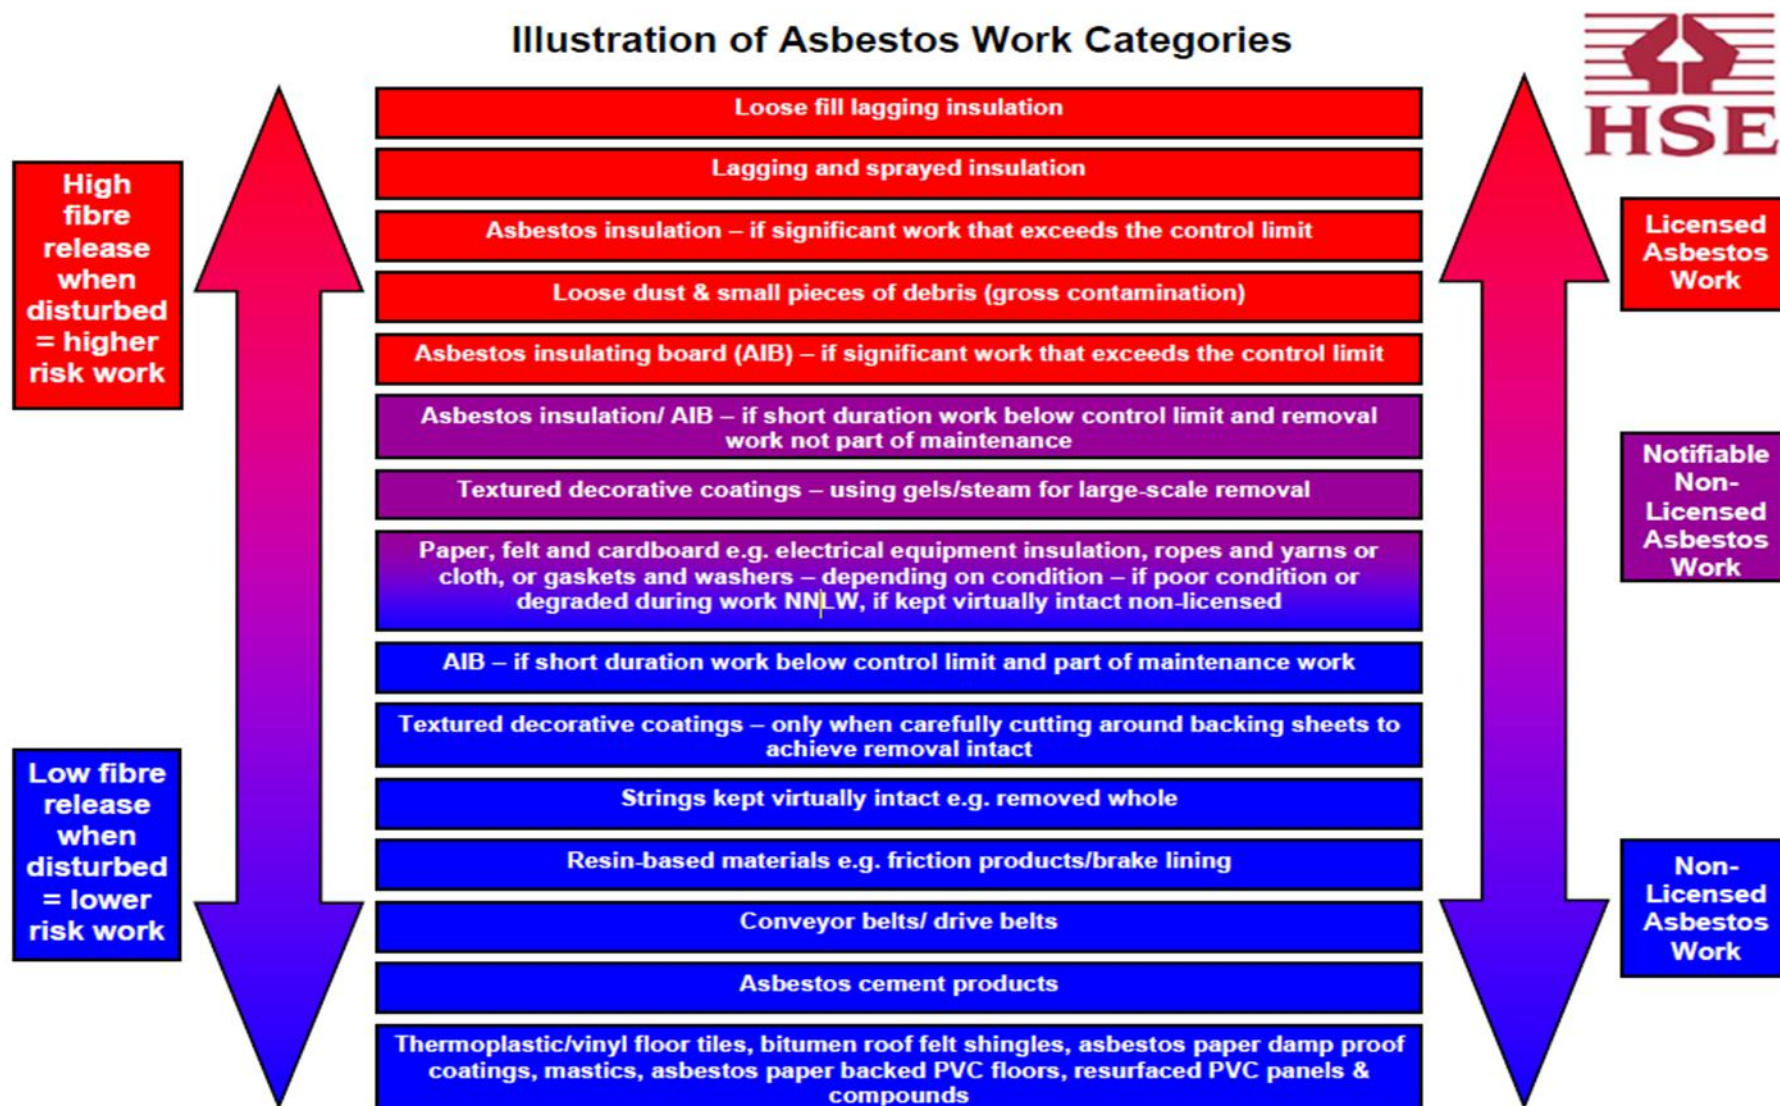 Illustration of Asbestos Work Categories
HSE
High
fibre
release
when
disturbed
= higher
risk work
Low fibre
release
when
disturbed
= lower
risk work
Loose fill lagging insulation
Lagging and sprayed insulation
Asbestos insulation – if significant work that exceeds the control limit
Loose dust & small pieces of debris (gross contamination)
Asbestos insulating board (AIB) – if significant work that exceeds the control limit
Asbestos insulation/ AIB – if short duration work below control limit and removal
work not part of maintenance
Textured decorative coatings – using gels/steam for large-scale removal
Paper, felt and cardboard e.g. electrical equipment insulation, ropes and yarns or
cloth, or gaskets and washers – depending on condition – if poor condition or
degraded during work NNLW, if kept virtually intact non-licensed
AIB – if short duration work below control limit and part of maintenance work
Textured decorative coatings – only when carefully cutting around backing sheets to
achieve removal intact
Strings kept virtually intact e.g. removed whole
Resin-based materials e.g. friction products/brake lining
Conveyor belts/ drive belts
Asbestos cement products
Thermoplastic/vinyl floor tiles, bitumen roof felt shingles, asbestos paper damp proof
coatings, mastics, asbestos paper backed PVC floors, resurfaced PVC panels &
compounds
Licensed
Asbestos
Work
Notifiable
Non-
Licensed
Asbestos
Work
Non-
Licensed
Asbestos
Work